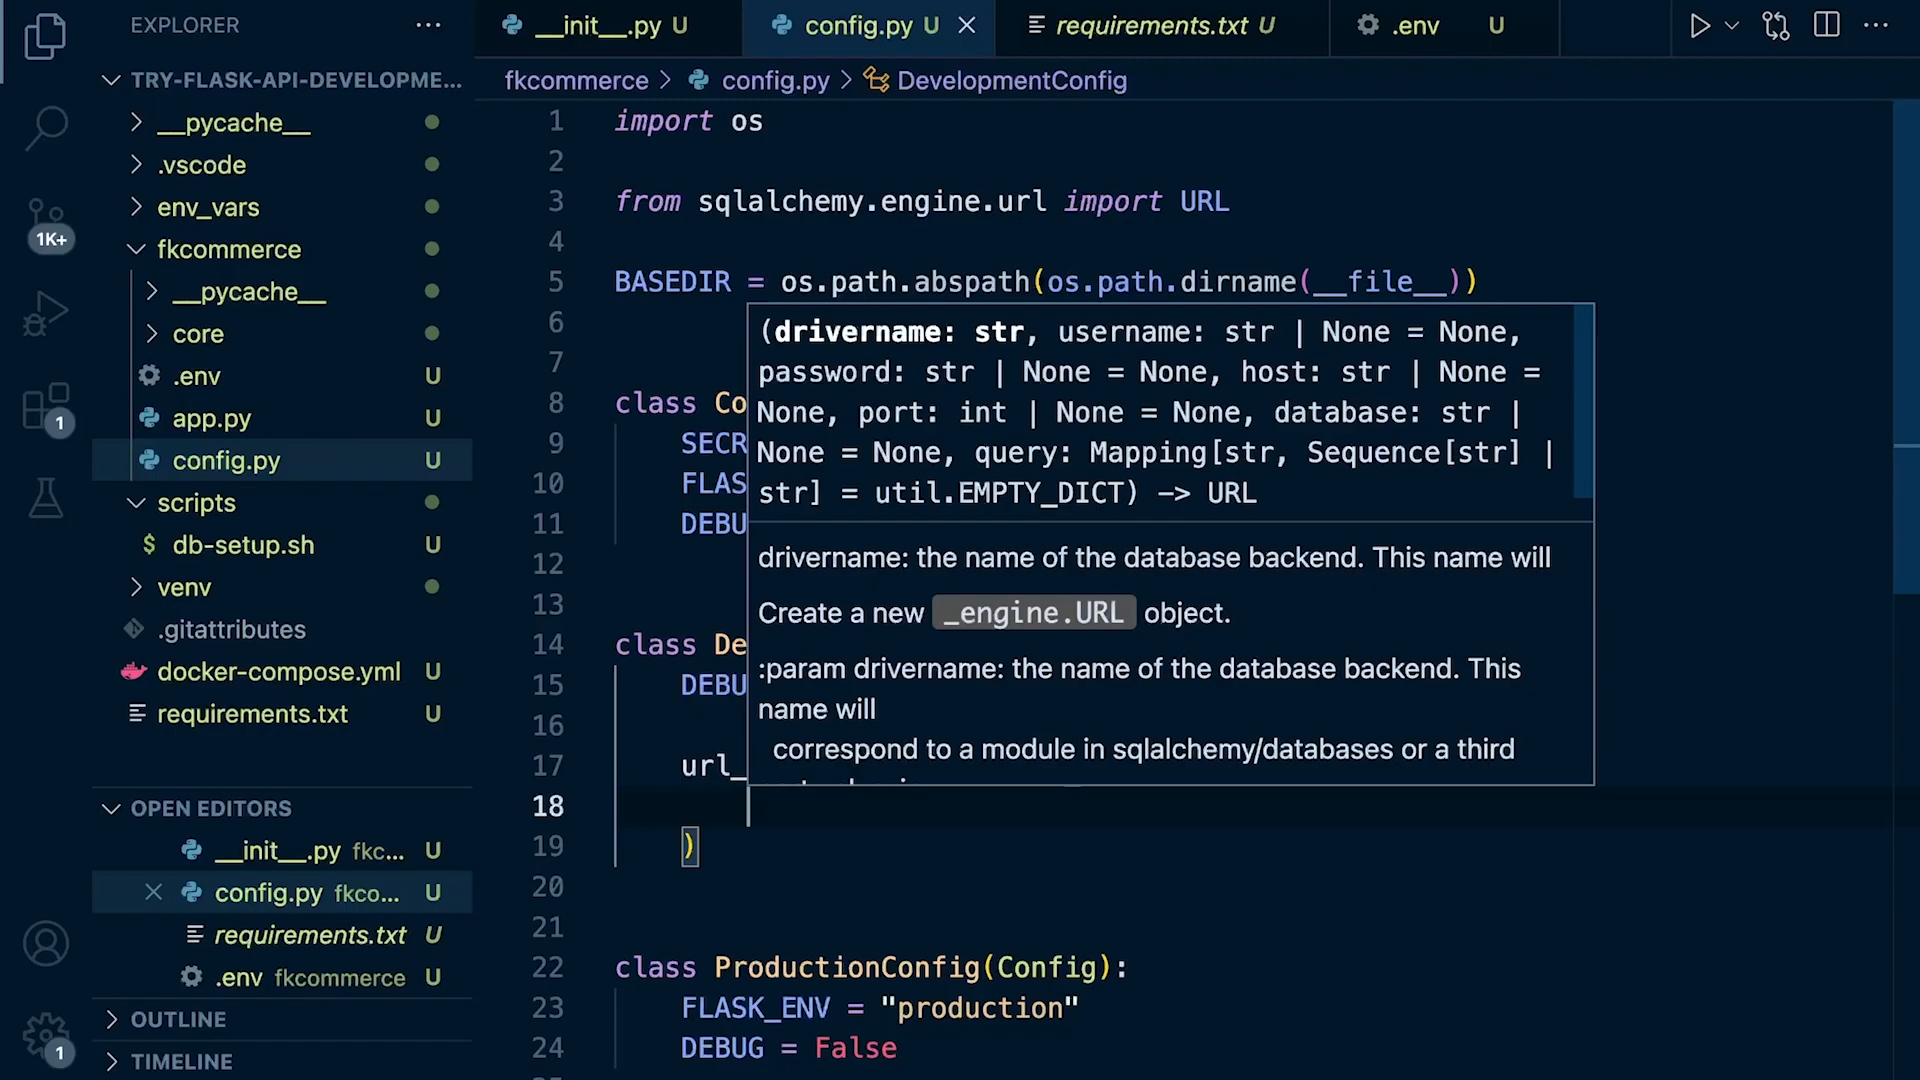 EXPLORER
TRY-FLASK-API-DEVELOPME...
__pycache__
.vscode
env_vars
fkcommerce
__pycache__
core
.env U
app.py U
config.py U
scripts
$ db-setup.sh U
venv
.gitattributes
docker-compose.yml U
requirements.txt U
OPEN EDITORS
__init__.py fkc... U
config.py fkco... U
requirements.txt U
.env fkcommerce U
OUTLINE
TIMELINE
1K+
1
1
__init__.py U
config.py U
requirements.txt U
.env U
fkcommerce > config.py > DevelopmentConfig
1 import os
2
3 from sqlalchemy.engine.url import URL
4
5 BASEDIR = os.path.abspath(os.path.dirname(__file__))
6
7
8 class Co
9 SECR
10 FLAS
11 DEBU
12
13
14 class De
15 DEBU
16
17 url_
18
19 )
20
21
22 class ProductionConfig(Config):
23 FLASK_ENV = "production"
24 DEBUG = False
(drivername: str, username: str | None = None,
password: str | None = None, host: str | None =
None, port: int | None = None, database: str |
None = None, query: Mapping[str, Sequence[str] |
str] = util.EMPTY_DICT) -> URL
drivername: the name of the database backend. This name will
Create a new _engine.URL object.
:param drivername: the name of the database backend. This
name will
correspond to a module in sqlalchemy/databases or a third